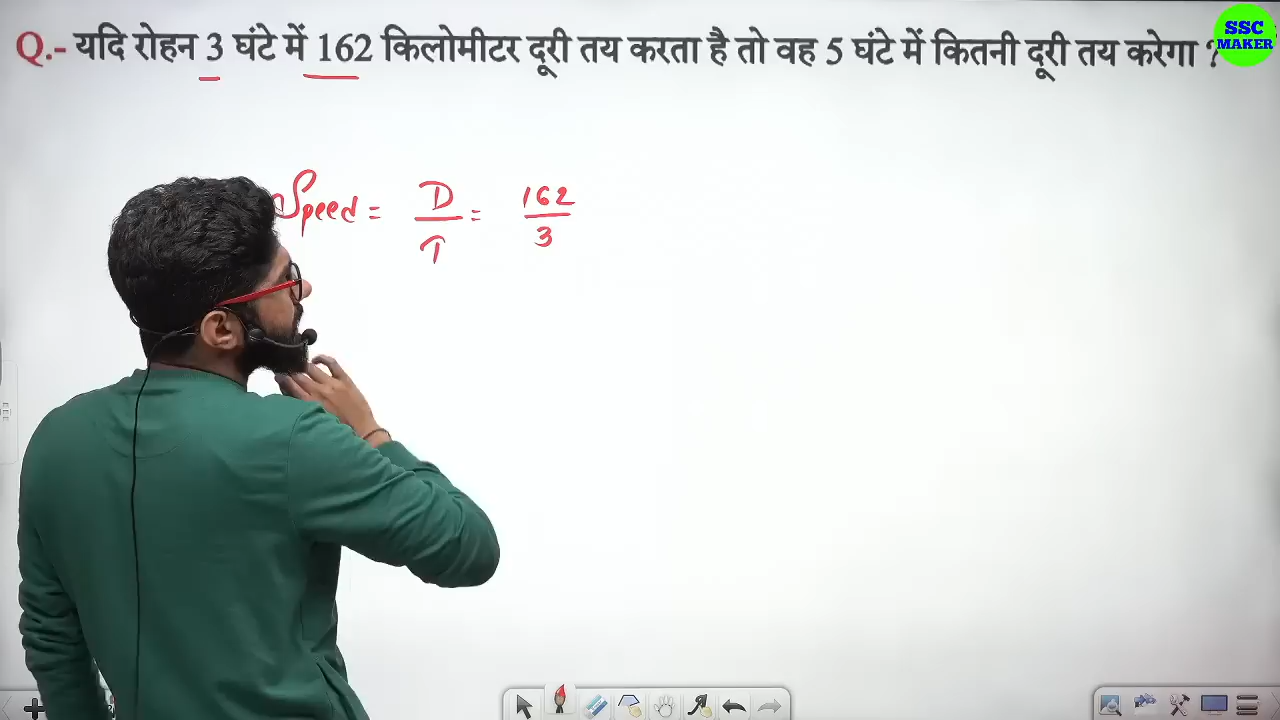 Q.- यदि रोहन 3 घंटे में 162 किलोमीटर दूरी तय करता है तो वह 5 घंटे में कितनी दूरी तय करेगा ?
SSC
MAKER
Speed = D/T = 162/3